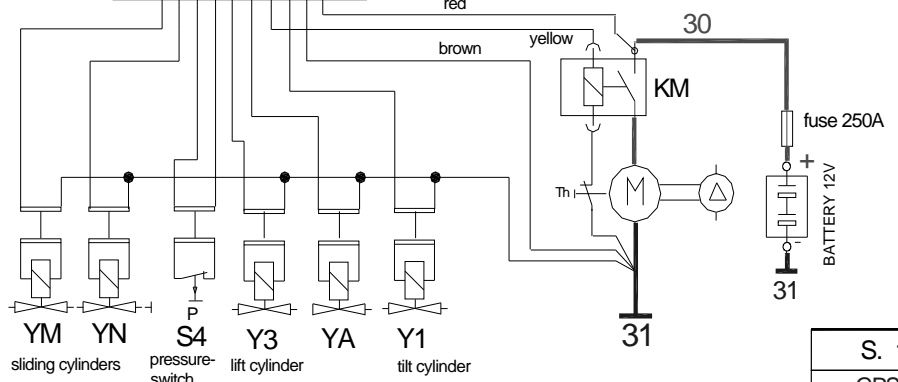 red
30
yellow
brown
KM
fuse 250A
+
Th
M
BATTERY 12V
-
31
P
YM YN S4 Y3 YA Y1
31
sliding cylinders
pressure-
switch
lift cylinder
tilt cylinder
S.